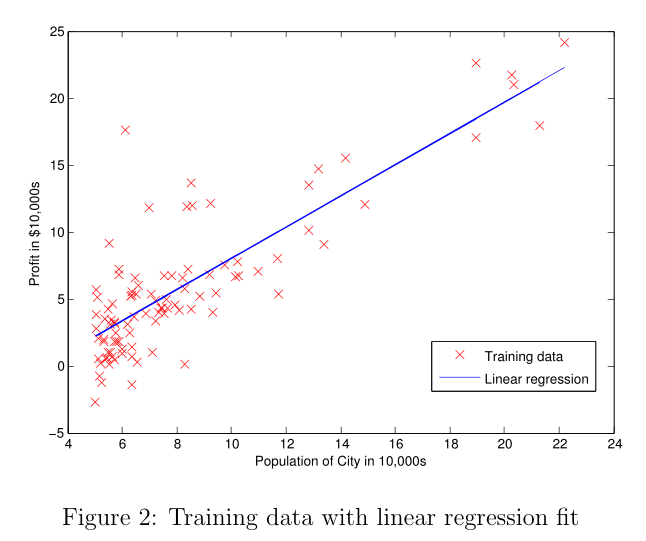 25
20
15
10
5
0
−5
Profit in $10,000s
4 6 8 10 12 14 16 18 20 22 24
Population of City in 10,000s
Training data
Linear regression
Figure 2: Training data with linear regression fit